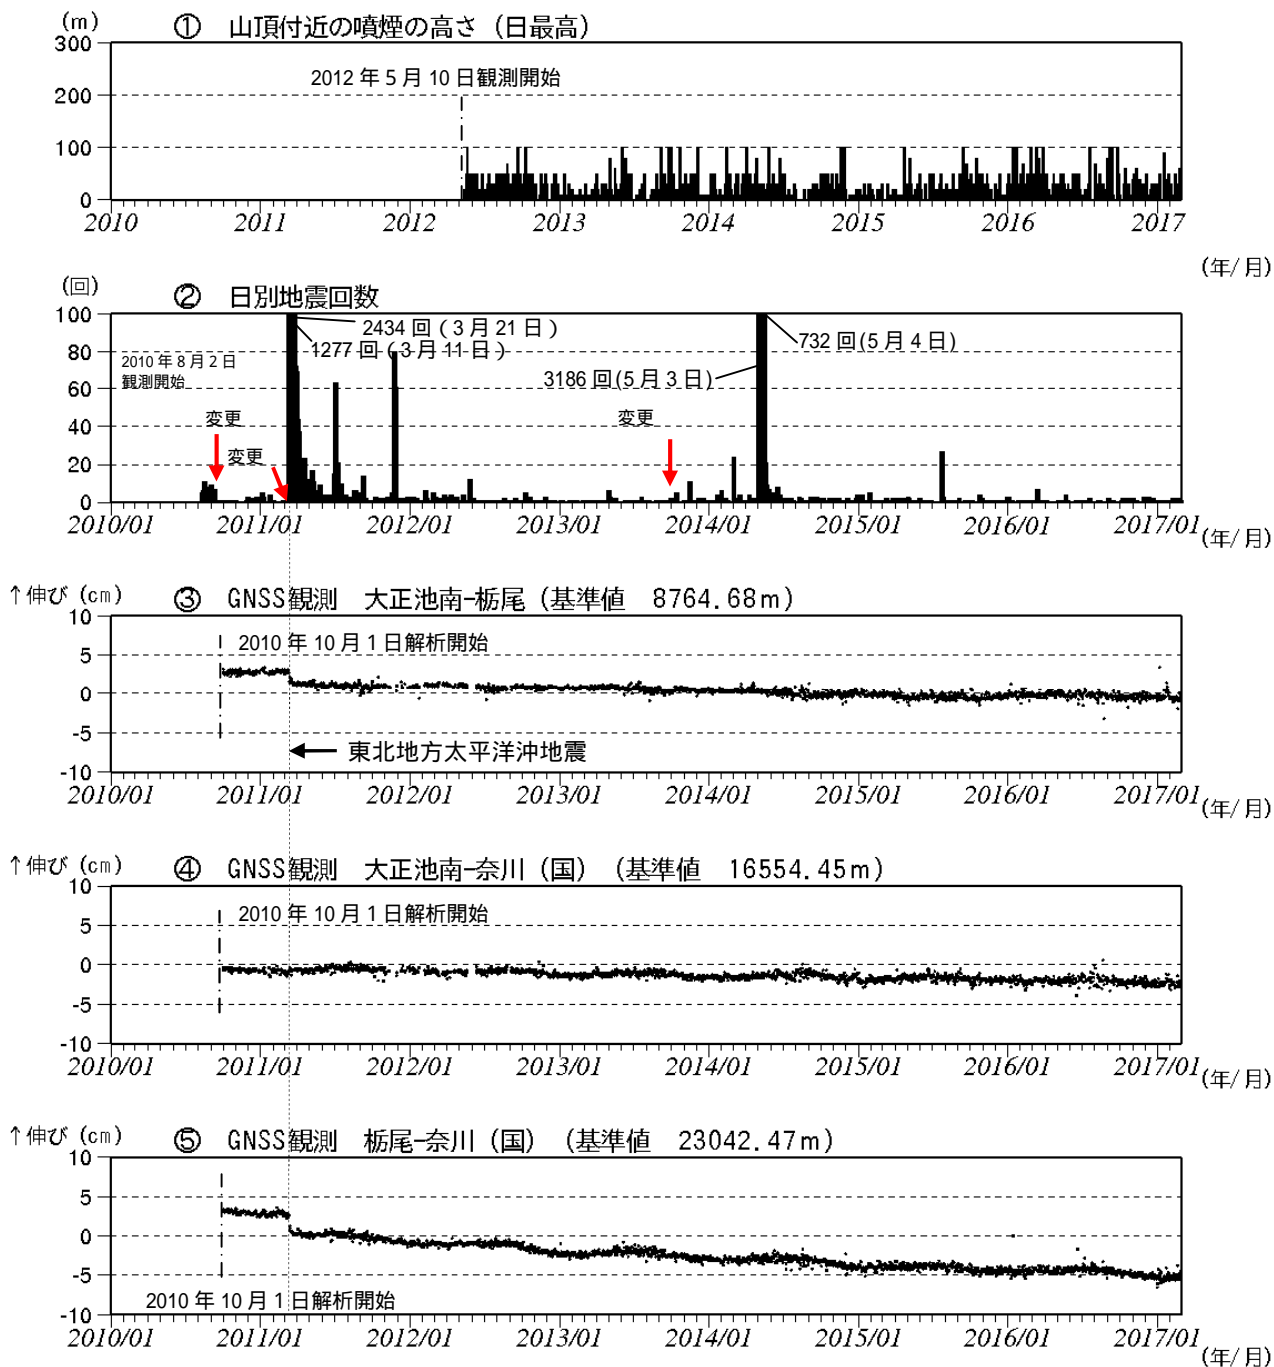 (m) ① 山頂付近の噴煙の高さ（日最高）
300
2012 年 5 月 10 日観測開始
200
100
0
2010 2011 2012 2013 2014 2015 2016 2017
(年/月)
(回) ② 日別地震回数
100
2434 回（3 月 21 日）
1277 回（3 月 11 日）
732 回(5 月 4 日)
80
2010 年 8 月 2 日
観測開始
3186 回(5 月 3 日)
60
変更
変更
40
変更
20
0
2010/01 2011/01 2012/01 2013/01 2014/01 2015/01 2016/01 2017/01
(年/月)
↑伸び (cm) ③ GNSS観測 大正池南-栃尾（基準値 8764.68m）
10
2010 年 10 月 1 日解析開始
5
0
-5
東北地方太平洋沖地震
-10
2010/01 2011/01 2012/01 2013/01 2014/01 2015/01 2016/01 2017/01
(年/月)
↑伸び (cm) ④ GNSS観測 大正池南-奈川（国）（基準値 16554.45m）
10
2010 年 10 月 1 日解析開始
5
0
-5
-10
2010/01 2011/01 2012/01 2013/01 2014/01 2015/01 2016/01 2017/01
(年/月)
↑伸び (cm) ⑤ GNSS観測 栃尾-奈川（国）（基準値 23042.47m）
10
5
0
-5
2010 年 10 月 1 日解析開始
-10
2010/01 2011/01 2012/01 2013/01 2014/01 2015/01 2016/01 2017/01
(年/月)